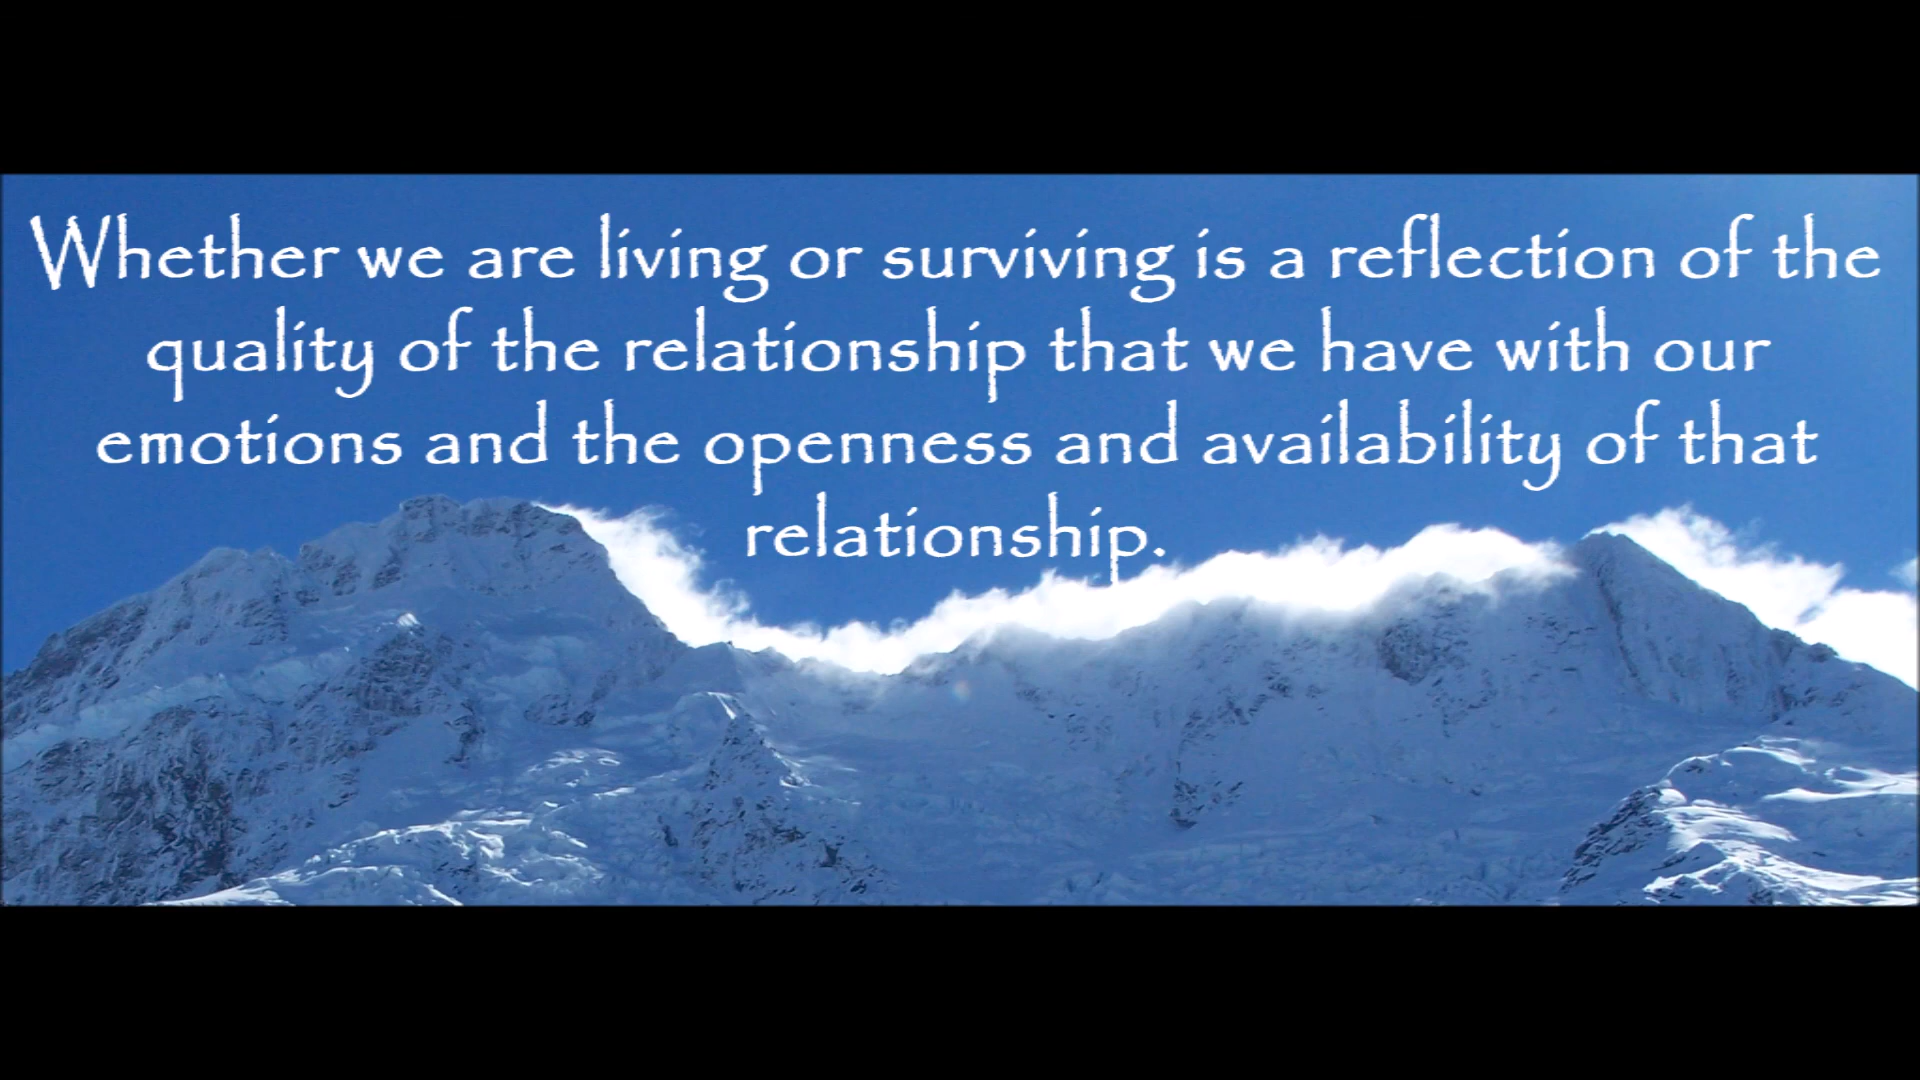 Whether we are living or surviving is a reflection of the
quality of the relationship that we have with our
emotions and the openness and availability of that
relationship.